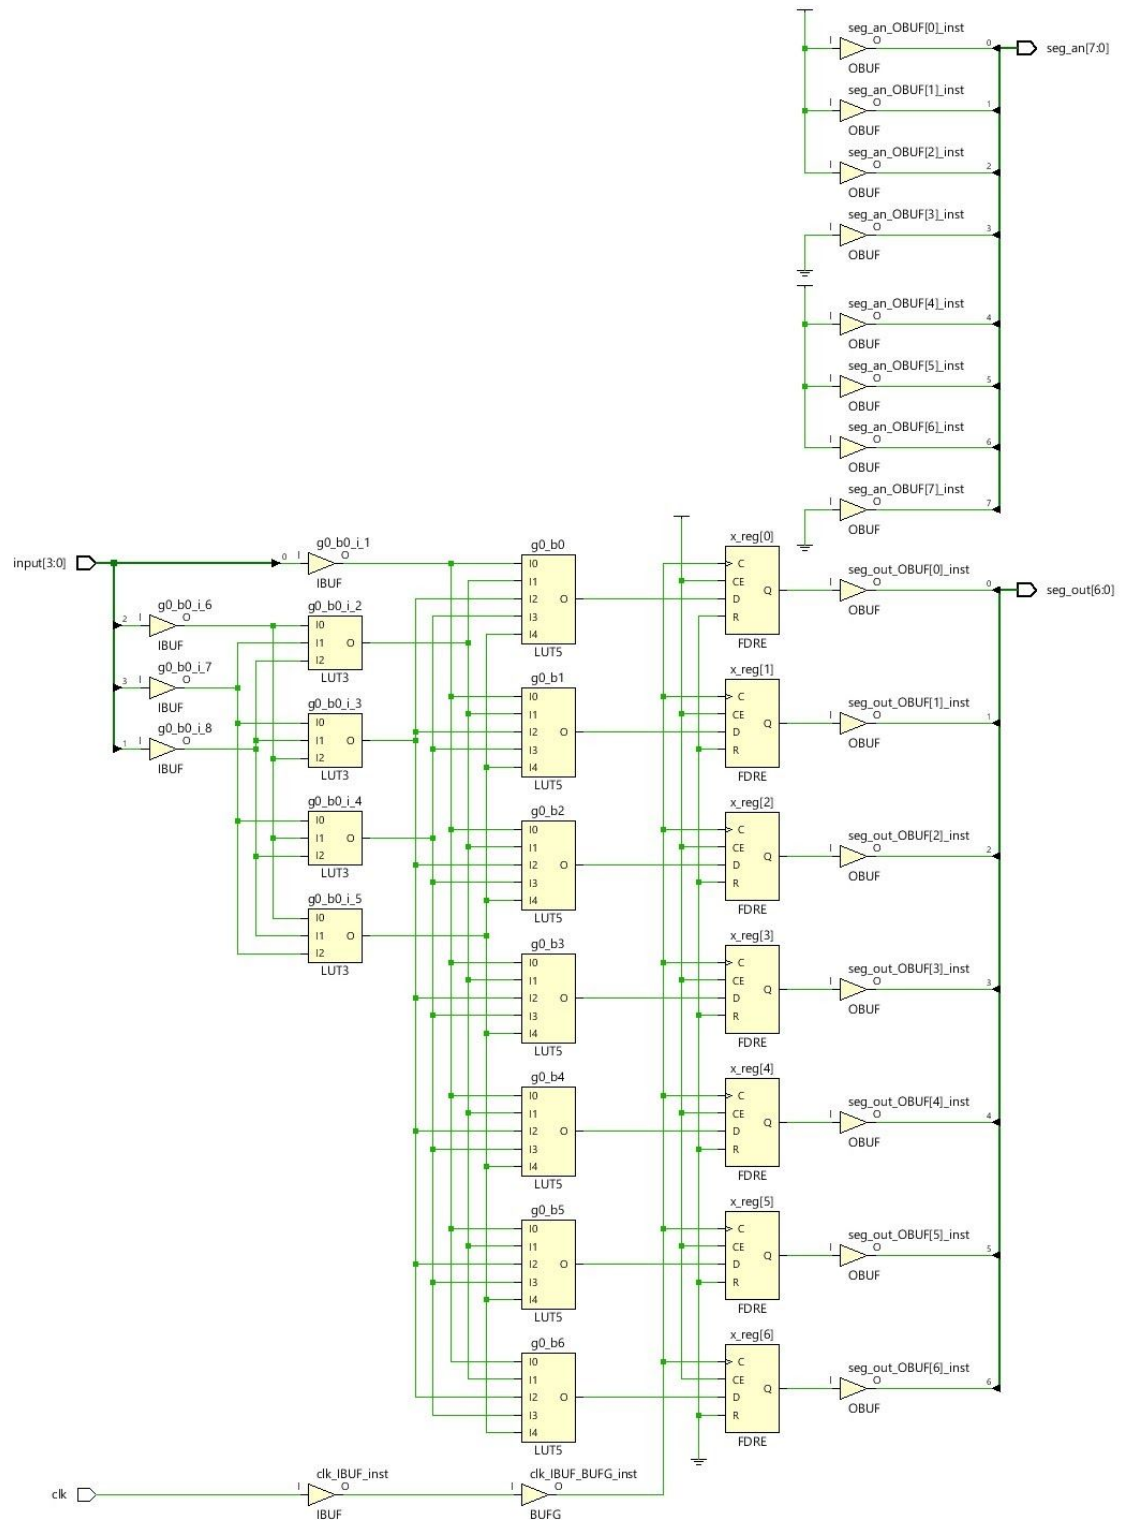 seg_an_OBUF[0]_inst
I O 0 seg_an[7:0]
OBUF
seg_an_OBUF[1]_inst
I O 1
OBUF
seg_an_OBUF[2]_inst
I O 2
OBUF
seg_an_OBUF[3]_inst
I O 3
OBUF
seg_an_OBUF[4]_inst
I O 4
OBUF
seg_an_OBUF[5]_inst
I O 5
OBUF
seg_an_OBUF[6]_inst
I O 6
OBUF
seg_an_OBUF[7]_inst
I O 7
OBUF
input[3:0]
0 I O
g0_b0_i_1
IBUF
g0_b0_i_6
2 I O
IBUF
g0_b0_i_7
3 I O
IBUF
g0_b0_i_8
1 I O
IBUF
g0_b0_i_2
I0
I1 O
I2
LUT3
g0_b0_i_3
I0
I1 O
I2
LUT3
g0_b0_i_4
I0
I1 O
I2
LUT3
g0_b0_i_5
I0
I1 O
I2
LUT3
g0_b0
I0
I1
I2 O
I3
I4
LUT5
g0_b1
I0
I1
I2 O
I3
I4
LUT5
g0_b2
I0
I1
I2 O
I3
I4
LUT5
g0_b3
I0
I1
I2 O
I3
I4
LUT5
g0_b4
I0
I1
I2 O
I3
I4
LUT5
g0_b5
I0
I1
I2 O
I3
I4
LUT5
g0_b6
I0
I1
I2 O
I3
I4
LUT5
x_reg[0]
C
CE
D Q
R
FDRE
x_reg[1]
C
CE
D Q
R
FDRE
x_reg[2]
C
CE
D Q
R
FDRE
x_reg[3]
C
CE
D Q
R
FDRE
x_reg[4]
C
CE
D Q
R
FDRE
x_reg[5]
C
CE
D Q
R
FDRE
x_reg[6]
C
CE
D Q
R
FDRE
seg_out_OBUF[0]_inst
I O 0 seg_out[6:0]
OBUF
seg_out_OBUF[1]_inst
I O 1
OBUF
seg_out_OBUF[2]_inst
I O 2
OBUF
seg_out_OBUF[3]_inst
I O 3
OBUF
seg_out_OBUF[4]_inst
I O 4
OBUF
seg_out_OBUF[5]_inst
I O 5
OBUF
seg_out_OBUF[6]_inst
I O 6
OBUF
clk
clk_IBUF_inst
I O
IBUF
clk_IBUF_BUFG_inst
I O
BUFG